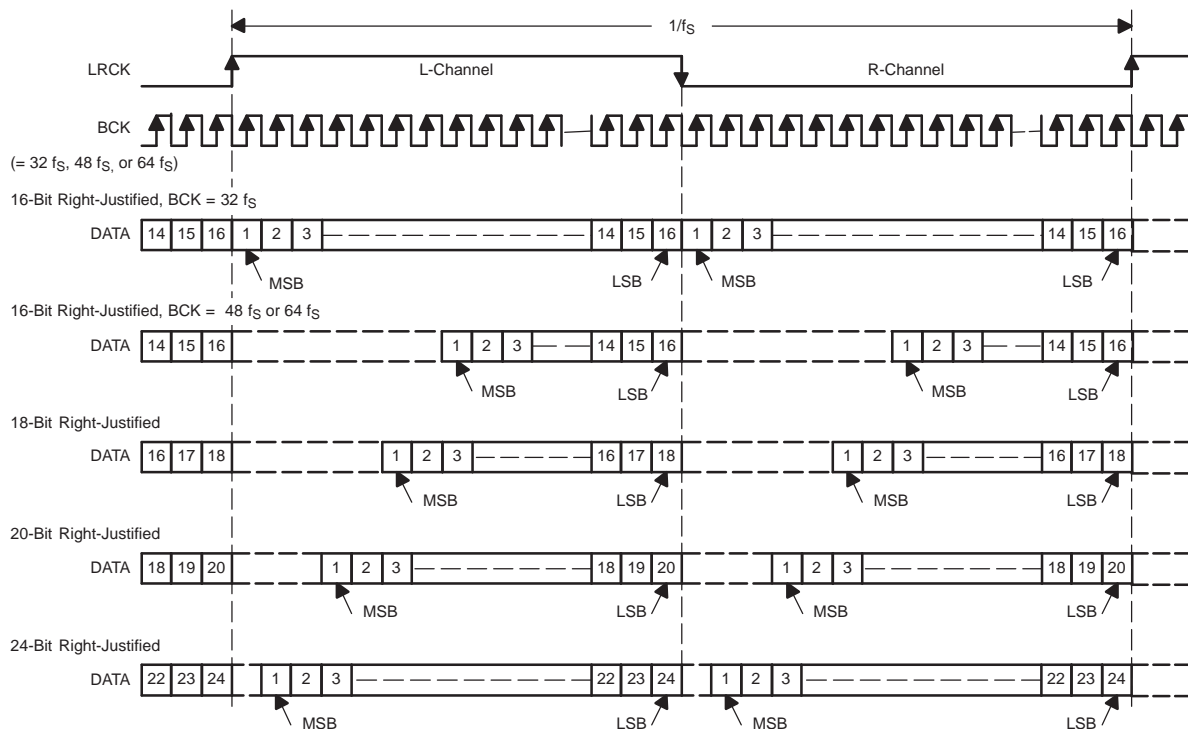 1/fS
LRCK L-Channel R-Channel
BCK
(= 32 fS, 48 fS, or 64 fS)
16-Bit Right-Justified, BCK = 32 fS
DATA 14 15 16 1 2 3 14 15 16 1 2 3 14 15 16
MSB LSB MSB LSB
16-Bit Right-Justified, BCK = 48 fS or 64 fS
DATA 14 15 16 1 2 3 14 15 16 1 2 3 14 15 16
MSB LSB MSB LSB
18-Bit Right-Justified
DATA 16 17 18 1 2 3 16 17 18 1 2 3 16 17 18
MSB LSB MSB LSB
20-Bit Right-Justified
DATA 18 19 20 1 2 3 18 19 20 1 2 3 18 19 20
MSB LSB MSB LSB
24-Bit Right-Justified
DATA 22 23 24 1 2 3 22 23 24 1 2 3 22 23 24
MSB LSB MSB LSB